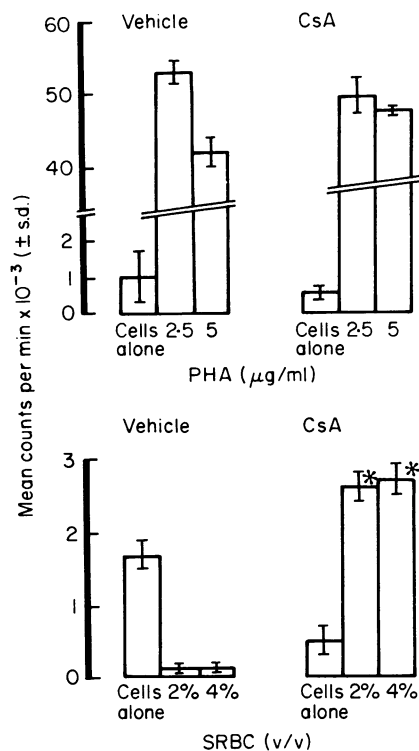 Vehicle CsA
60
50
40
2
1
0
Cells alone 2·5 5 Cells alone 2·5 5
PHA (µg/ml)
Mean counts per min x 10⁻³ (± s.d.)
Vehicle CsA
3
2
1
0
* *
Cells alone 2% 4% Cells alone 2% 4%
SRBC (v/v)